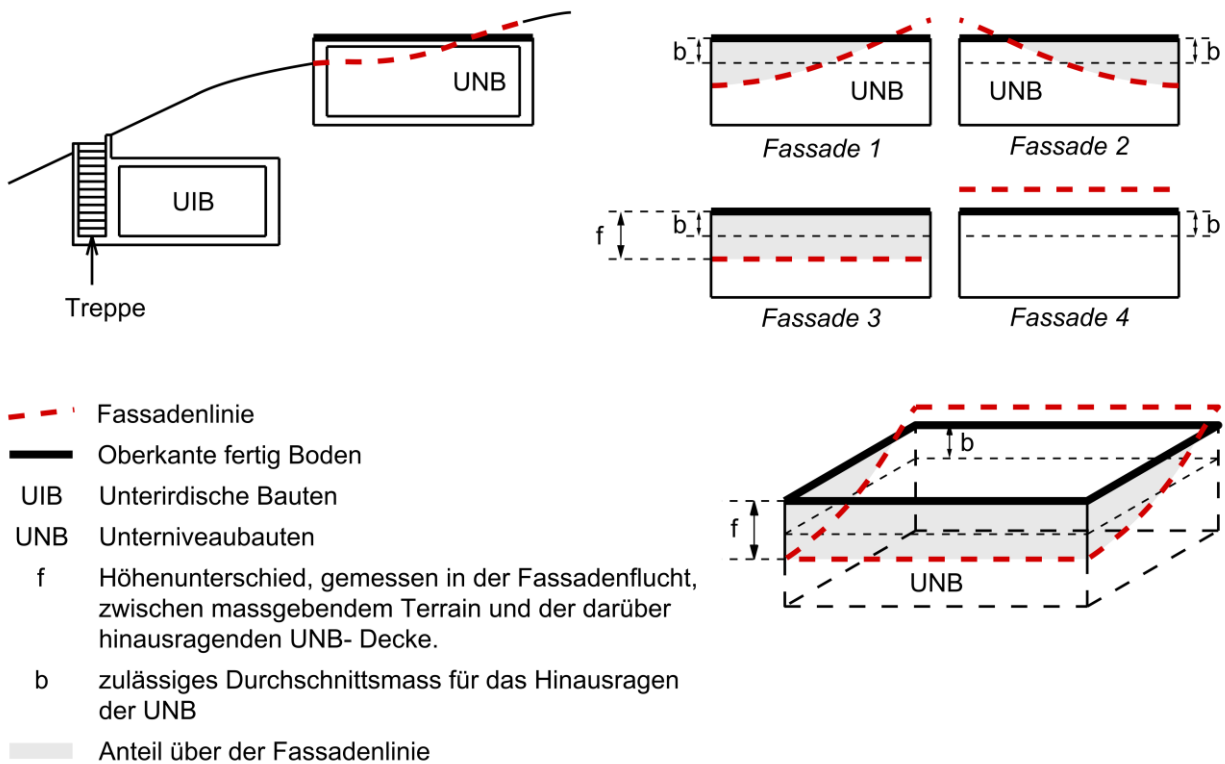 UNB
UIB
Treppe
b
UNB
Fassade 1
UNB
b
Fassade 2
f
b
Fassade 3
b
Fassade 4
Fassadenlinie
Oberkante fertig Boden
UIB Unterirdische Bauten
UNB Unterniveaubauten
f Höhenunterschied, gemessen in der Fassadenflucht,
zwischen massgebendem Terrain und der darüber
hinausragenden UNB- Decke.
b zulässiges Durchschnittsmass für das Hinausragen
der UNB
Anteil über der Fassadenlinie
b
f
UNB